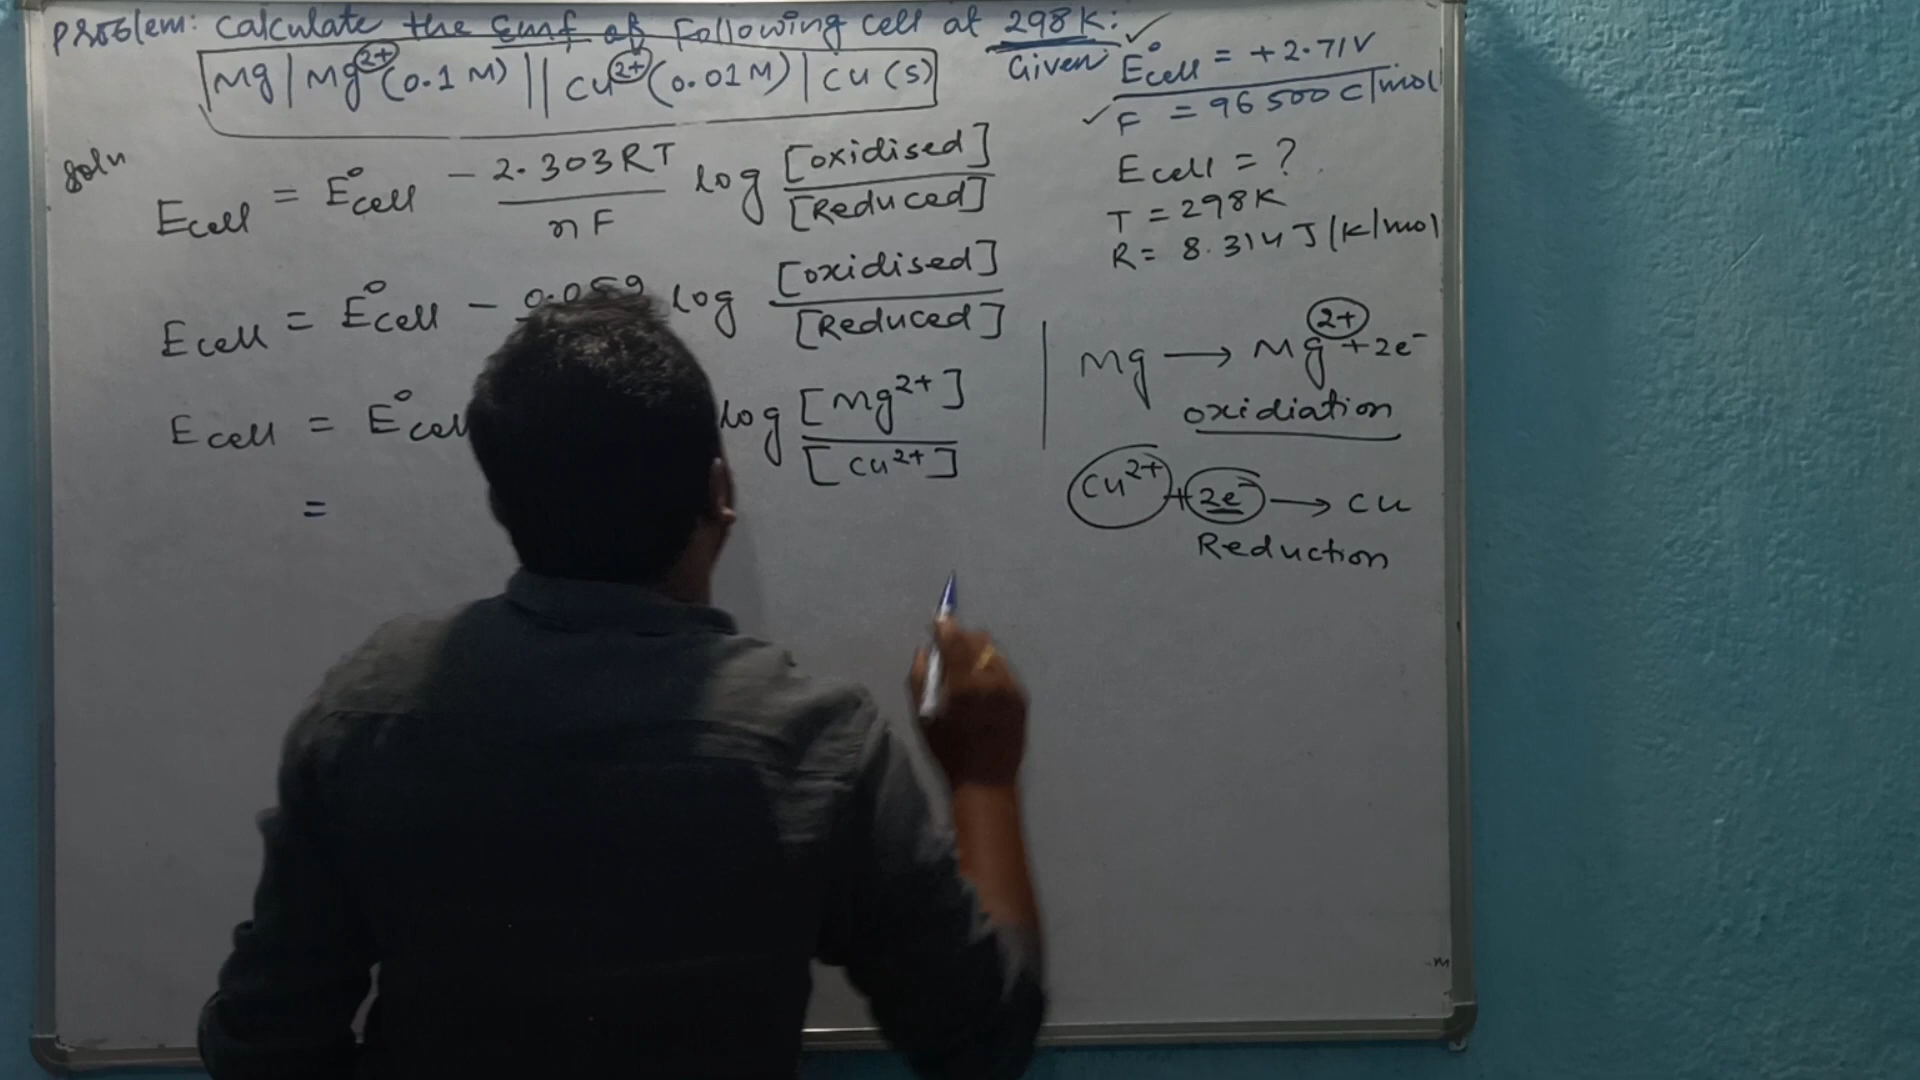 Problem: Calculate the Emf of Following cell at 298K:
Mg | Mg2+ (0.1 M) || Cu2+ (0.01M) | Cu (s)
Given E°cell = +2.71V
F = 96500 C/mol
Soln
Ecell = E°cell - 2.303RT / nF log [oxidised] / [Reduced]
Ecell = ?
T = 298K
R = 8.314 J/K/mol
Ecell = E°cell - 0.059 log [oxidised] / [Reduced]
Ecell = E°cell log [Mg2+] / [Cu2+]
=
Mg → Mg2+ + 2e-
oxidiation
Cu2+ + 2e- → Cu
Reduction